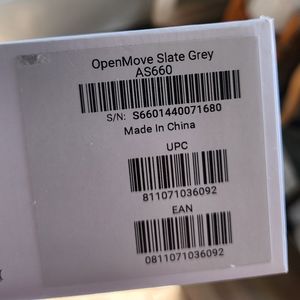 OpenMove Slate Grey
AS660
S/N: S6601440071680
Made In China
UPC
811071036092
EAN
0811071036092